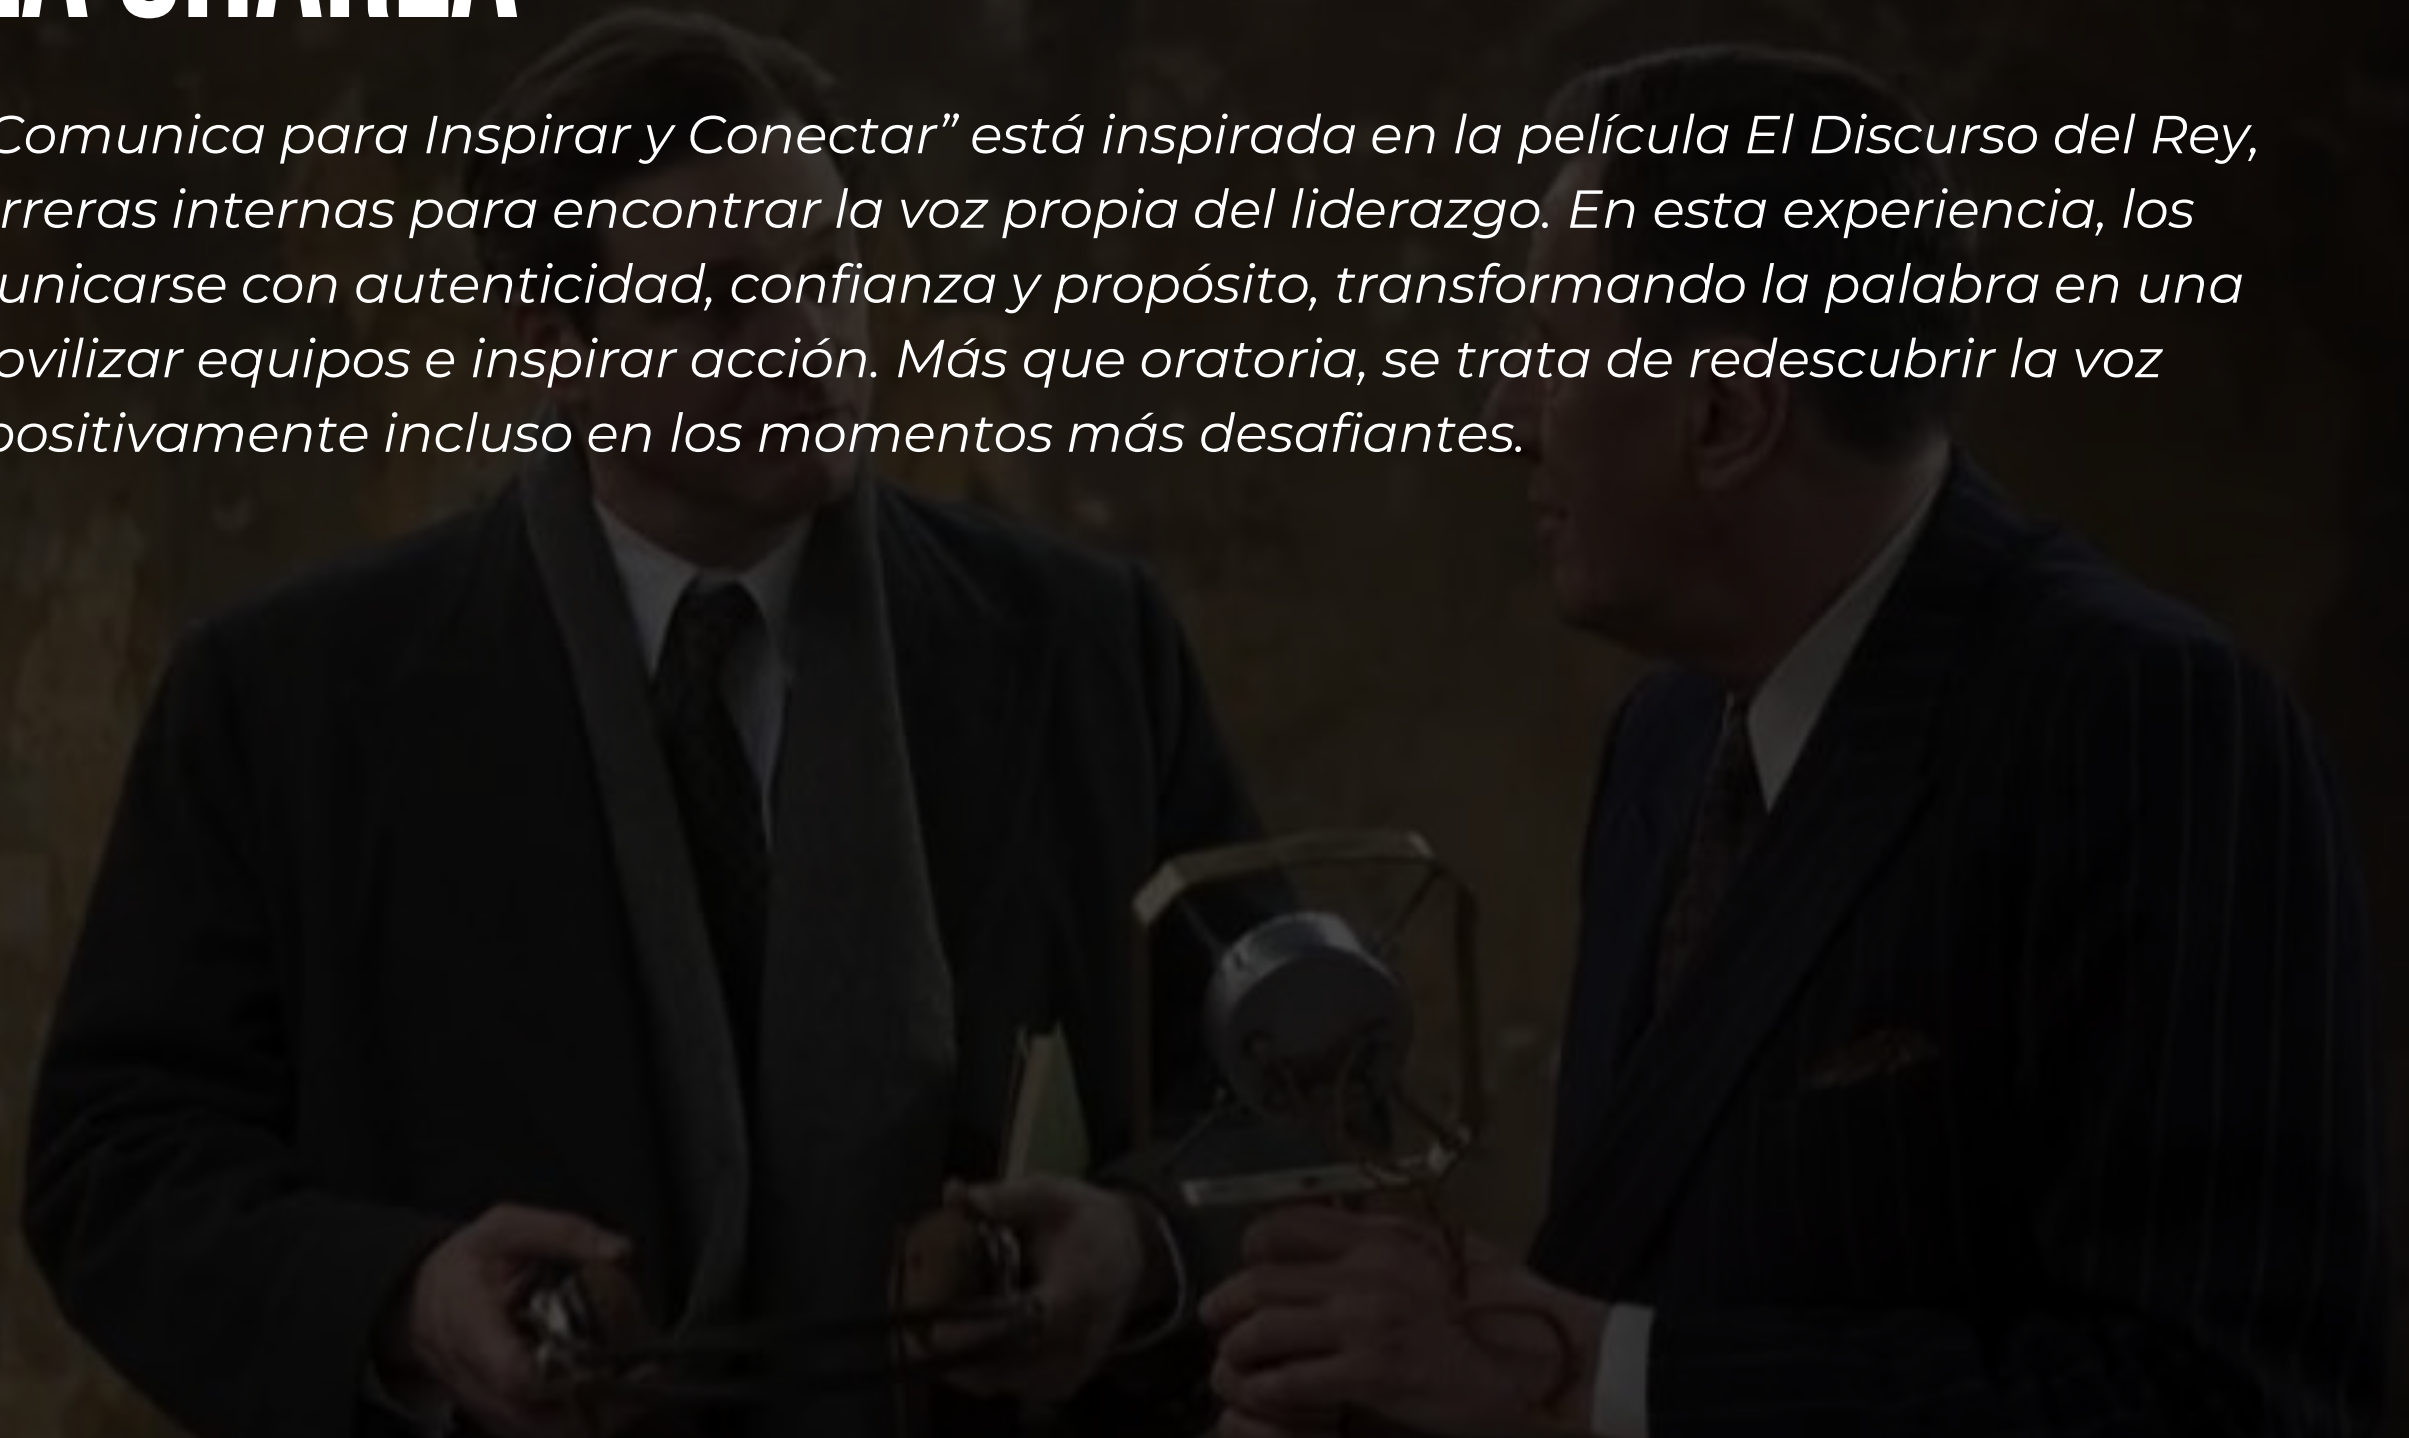 LA CHARLA
Comunica para Inspirar y Conectar” está inspirada en la película El Discurso del Rey,
rreras internas para encontrar la voz propia del liderazgo. En esta experiencia, los
unicarse con autenticidad, confianza y propósito, transformando la palabra en una
ovilizar equipos e inspirar acción. Más que oratoria, se trata de redescubrir la voz
positivamente incluso en los momentos más desafiantes.